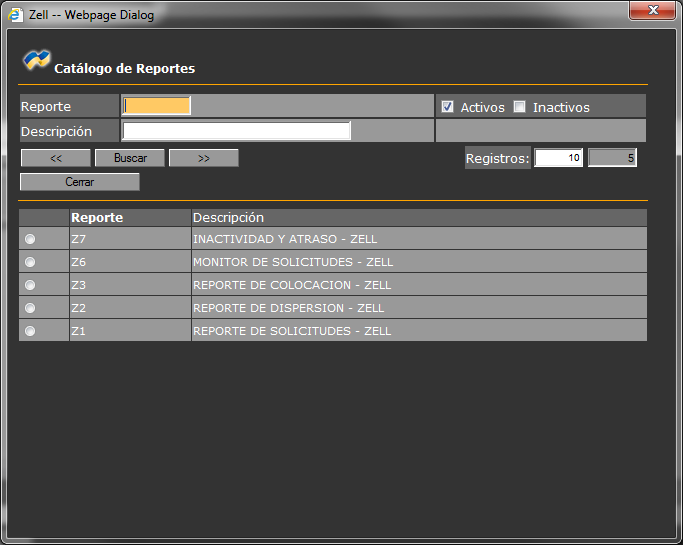 Zell -- Webpage Dialog
Catálogo de Reportes
Reporte Activos Inactivos
Descripción
<< Buscar >> Registros: 10 5
Cerrar
Reporte Descripción
Z7 INACTIVIDAD Y ATRASO - ZELL
Z6 MONITOR DE SOLICITUDES - ZELL
Z3 REPORTE DE COLOCACION - ZELL
Z2 REPORTE DE DISPERSION - ZELL
Z1 REPORTE DE SOLICITUDES - ZELL